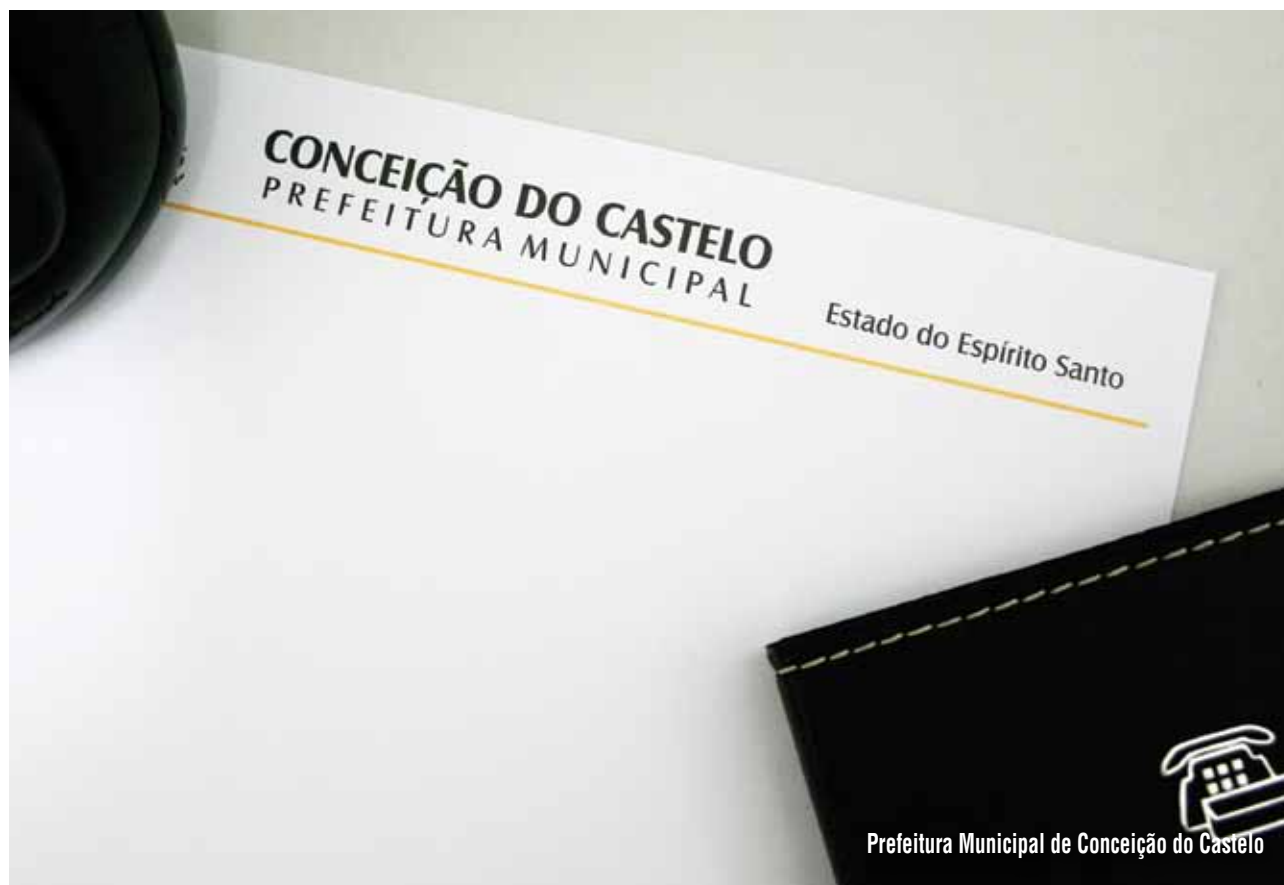 CONCEIÇÃO DO CASTELO
PREFEITURA MUNICIPAL
Estado do Espírito Santo
Prefeitura Municipal de Conceição do Castelo